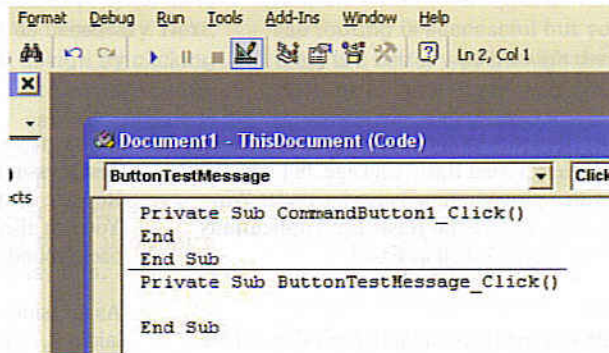 Format Debug Run Tools Add-Ins Window Help
Ln 2, Col 1
cts
Document1 - ThisDocument (Code)
ButtonTestMessage Click
Private Sub CommandButton1_Click()
End
End Sub
Private Sub ButtonTestMessage_Click()
End Sub